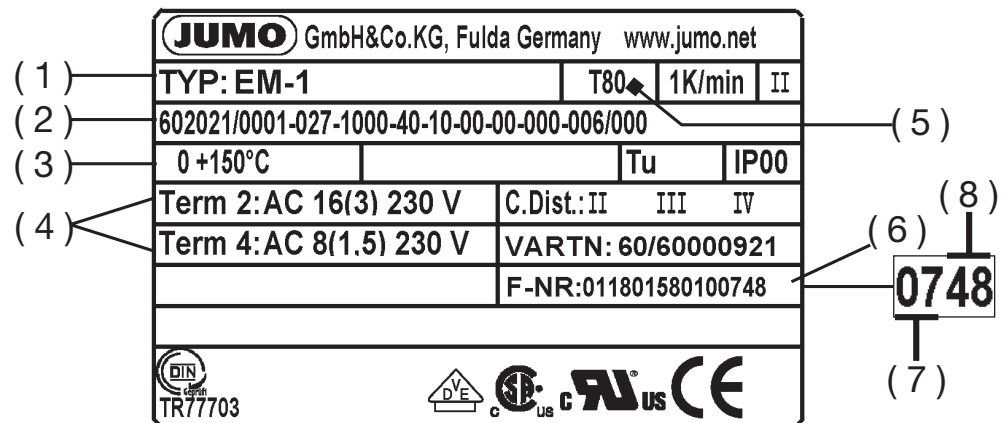 JUMO GmbH&Co.KG, Fulda Germany www.jumo.net
(1) TYP: EM-1 T80 1K/min II
(2) 602021/0001-027-1000-40-10-00-00-000-006/000 (5)
(3) 0 +150°C Tu IP00
(4) Term 2: AC 16(3) 230 V C.Dist.: II III IV (8)
Term 4: AC 8(1,5) 230 V VARTN: 60/60000921 (6)
F-NR:011801580100748 0748
(7)
DIN
Geprüft
TR77703
DVE
c SA us
c RU us CE